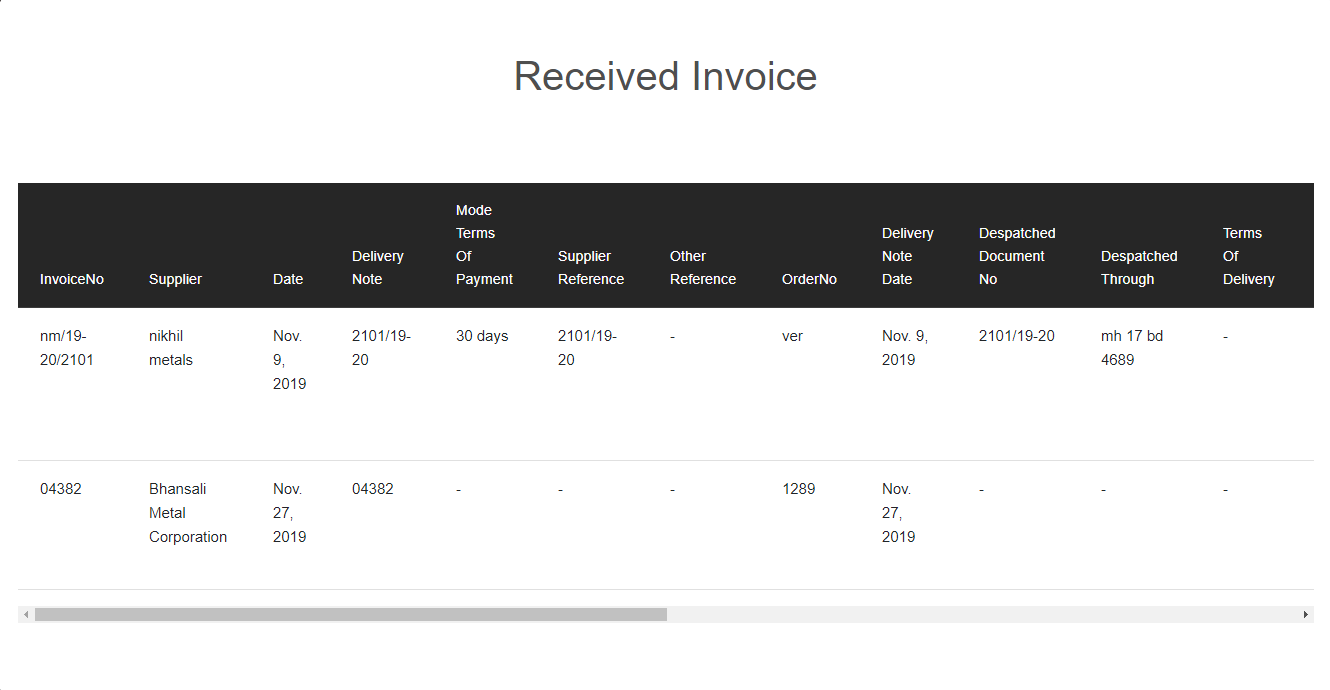 Received Invoice
Mode
Delivery Despatched Terms
Terms
Delivery Of Supplier Other Note Document Despatched Of
InvoiceNo Supplier Date Note Payment Reference Reference OrderNo Date No Through Delivery
nm/19- nikhil Nov. 2101/19- 30 days 2101/19- - ver Nov. 9, 2101/19-20 mh 17 bd -
20/2101 metals 9, 20 20 2019 4689
2019
04382 Bhansali Nov. 04382 - - - 1289 Nov. - - -
Metal 27, 27,
Corporation 2019 2019